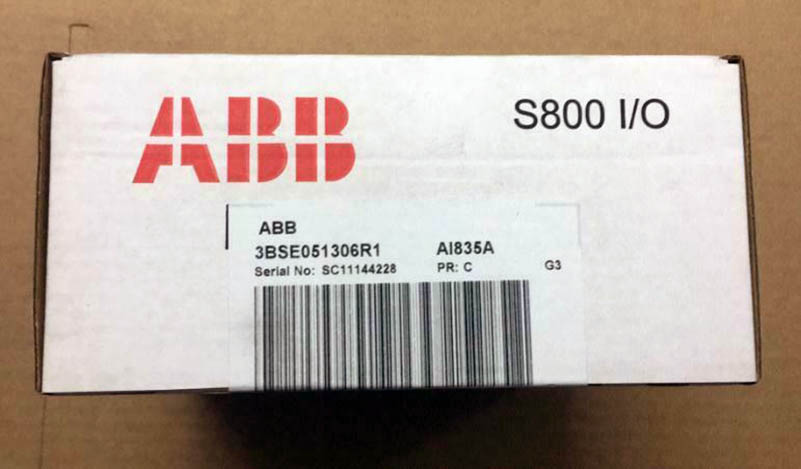 ABB
S800 I/O
ABB
3BSE051306R1 AI835A
Serial No: SC11144228 PR: C G3